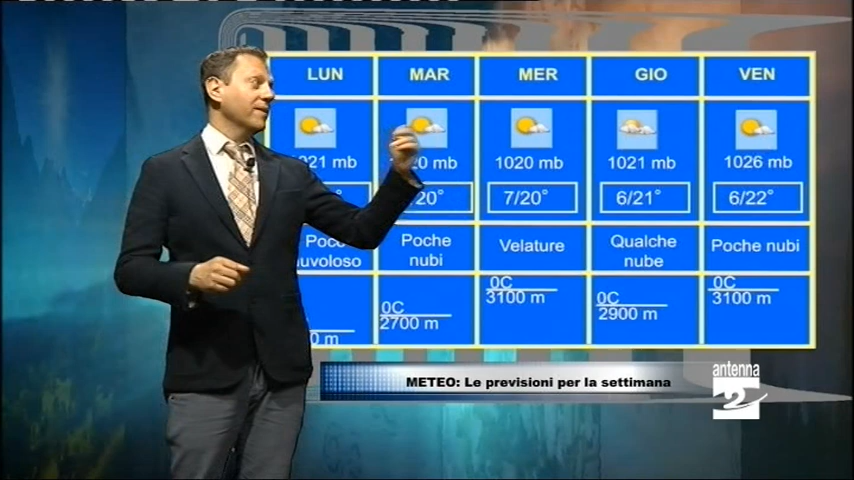 LUN MAR MER GIO VEN
1020 mb 1021 mb 1026 mb
7/20° 6/21° 6/22°
Poco Poche nubi Velature Qualche nube Poche nubi
0C 2700 m
0C 3100 m
0C 2900 m
0C 3100 m
METEO: Le previsioni per la settimana
antenna
2